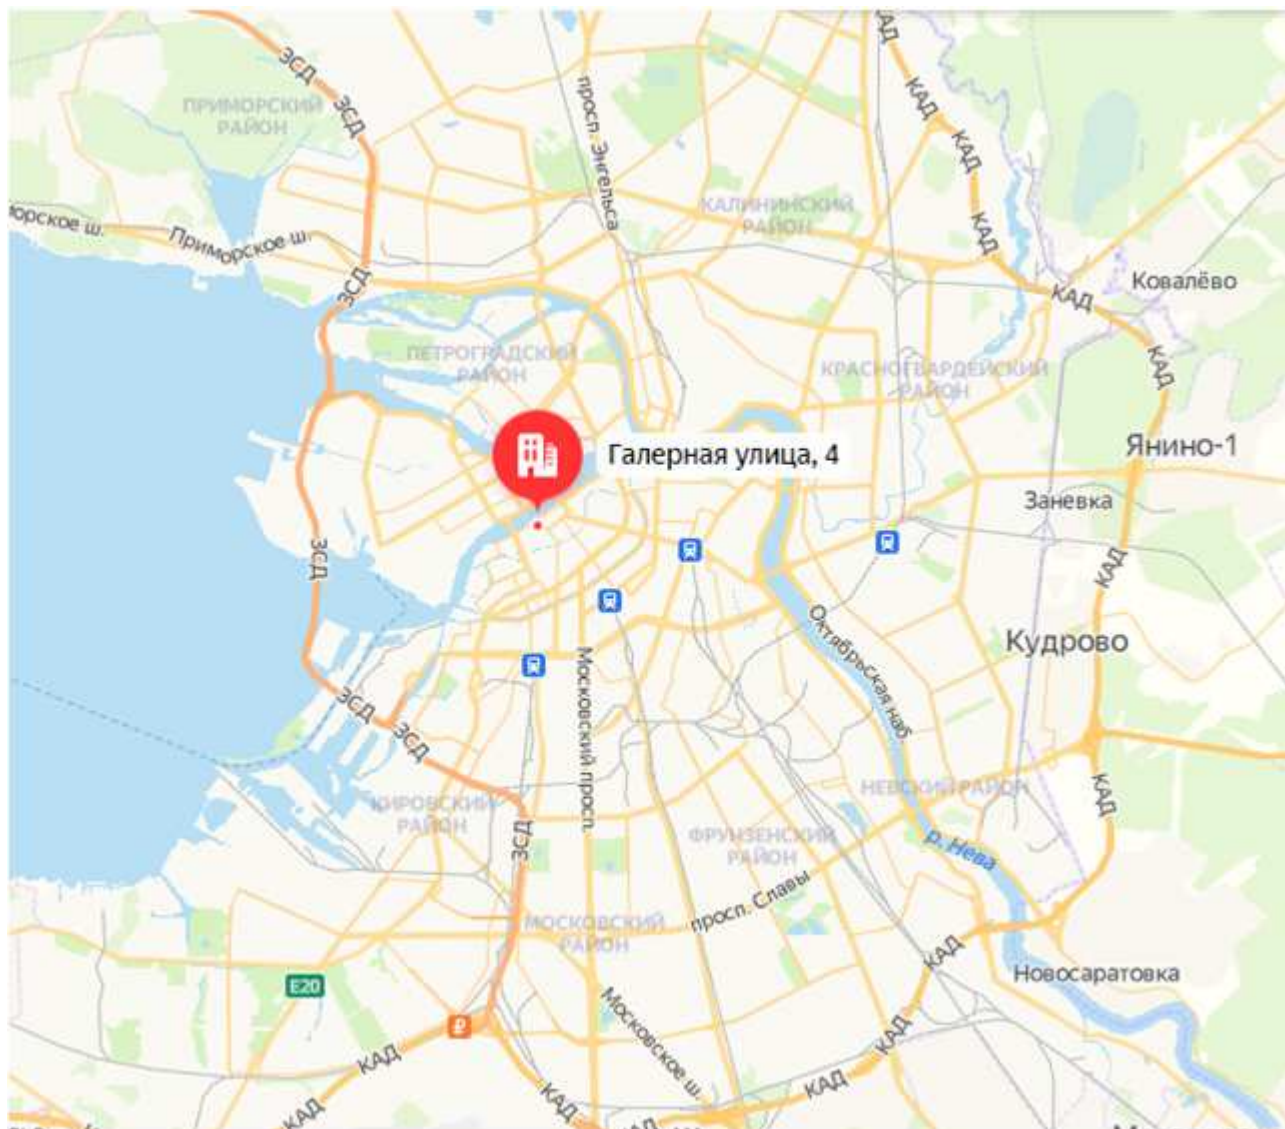 КАД
ЗСД
просп. Энгельса
КАД
ПРИМОРСКИЙ
РАЙОН
ЗСД
КАД
КАЛИНИНСКИЙ
РАЙОН
орское ш.
Приморское ш.
КАД
ЗСД
Ковалёво
КАД
ПЕТРОГРАДСКИЙ
РАЙОН
КРАСНОГВАРДЕЙСКИЙ
РАЙОН
КАД
Галерная улица, 4
Янино-1
Заневка
ЗСД
КАД
Октябрьская наб.
Кудрово
Московский просп.
ЗСД
ЗСД
КИРОВСКИЙ
РАЙОН
НЕВСКИЙ РАЙОН
КАД
ЗСД
ФРУНЗЕНСКИЙ
РАЙОН
р. Нева
просп. Славы
МОСКОВСКИЙ
РАЙОН
КАД
Новосаратовка
E20
Московское ш.
КАД
КАД
КАД
КАД
КАД
КАД